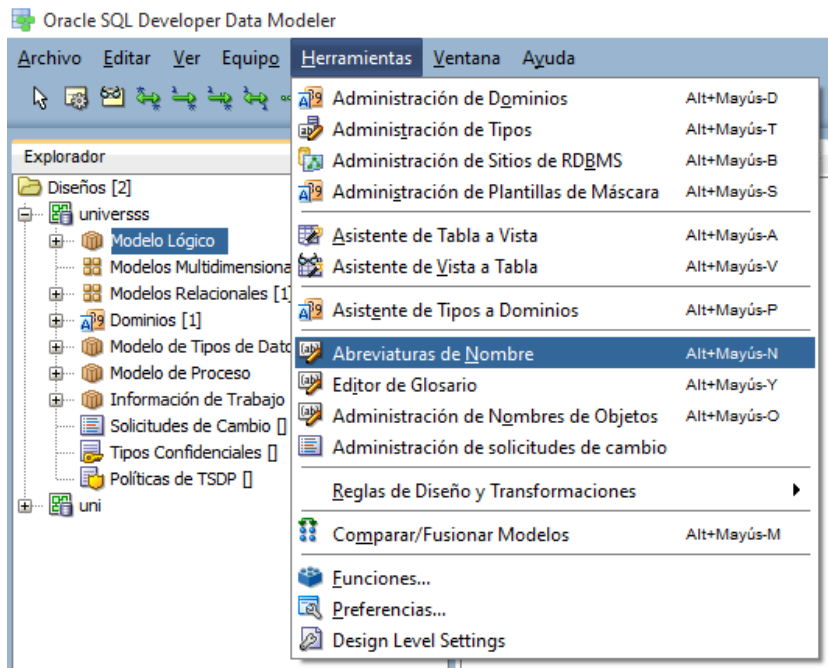 Oracle SQL Developer Data Modeler
Archivo Editar Ver Equipo Herramientas Ventana Ayuda
Administración de Dominios Alt+Mayús-D
Administración de Tipos Alt+Mayús-T
Administración de Sitios de RDBMS Alt+Mayús-B
Administración de Plantillas de Máscara Alt+Mayús-S
Asistente de Tabla a Vista Alt+Mayús-A
Asistente de Vista a Tabla Alt+Mayús-V
Asistente de Tipos a Dominios Alt+Mayús-P
Abreviaturas de Nombre Alt+Mayús-N
Editor de Glosario Alt+Mayús-Y
Administración de Nombres de Objetos Alt+Mayús-O
Administración de solicitudes de cambio
Reglas de Diseño y Transformaciones
Comparar/Fusionar Modelos Alt+Mayús-M
Funciones...
Preferencias...
Design Level Settings
Explorador
Diseños [2]
universss
Modelo Lógico
Modelos Multidimensiona
Modelos Relacionales [1]
Dominios [1]
Modelo de Tipos de Dato
Modelo de Proceso
Información de Trabajo
Solicitudes de Cambio []
Tipos Confidenciales []
Políticas de TSDP []
uni